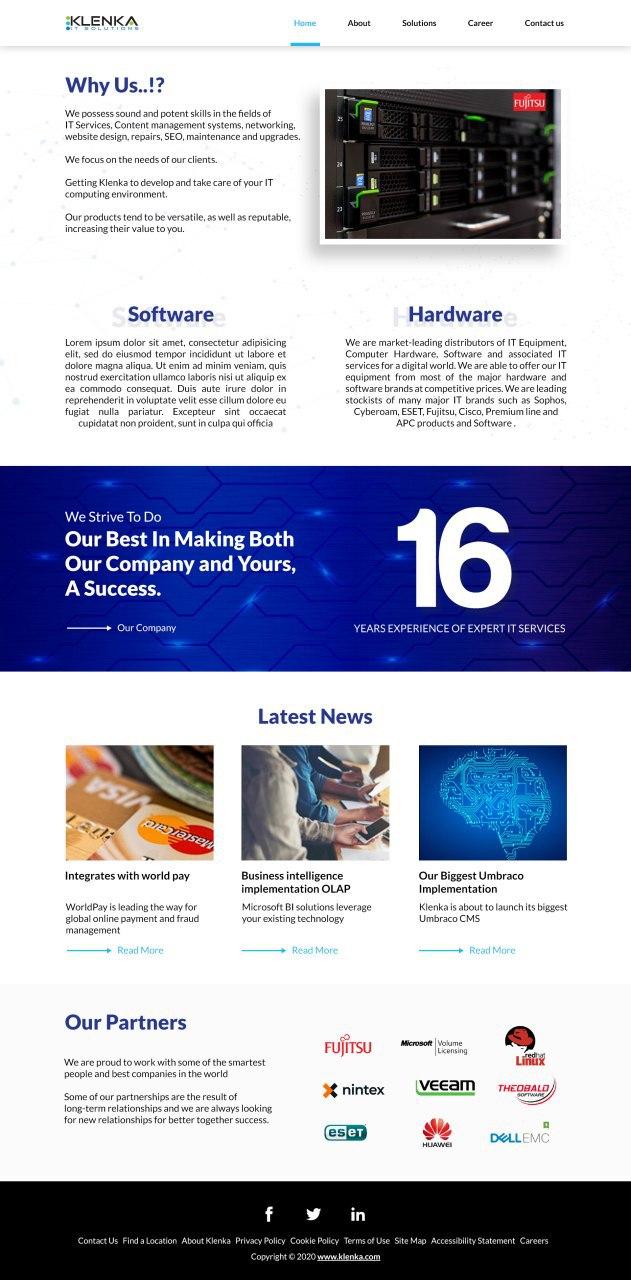 KLENKA
IT SOLUTIONS
Home About Solutions Career Contact us
Why Us..!?
We possess sound and potent skills in the fields of
IT Services, Content management systems, networking,
website design, repairs, SEO, maintenance and upgrades.
We focus on the needs of our clients.
Getting Klenka to develop and take care of your IT
computing environment.
Our products tend to be versatile, as well as reputable,
increasing their value to you.
FUJITSU
25
24
23
Software
Lorem ipsum dolor sit amet, consectetur adipisicing
elit, sed do eiusmod tempor incididunt ut labore et
dolore magna aliqua. Ut enim ad minim veniam, quis
nostrud exercitation ullamco laboris nisi ut aliquip ex
ea commodo consequat. Duis aute irure dolor in
reprehenderit in voluptate velit esse cillum dolore eu
fugiat nulla pariatur. Excepteur sint occaecat
cupidatat non proident, sunt in culpa qui officia
Hardware
We are market-leading distributors of IT Equipment,
Computer Hardware, Software and associated IT
services for a digital world. We are able to offer our IT
equipment from most of the major hardware and
software brands at competitive prices. We are leading
stockists of many major IT brands such as Sophos,
Cyberoam, ESET, Fujitsu, Cisco, Premium line and
APC products and Software .
We Strive To Do
Our Best In Making Both
Our Company and Yours,
A Success.
Our Company
16
YEARS EXPERIENCE OF EXPERT IT SERVICES
Latest News
VISA
MasterCard
Integrates with world pay
WorldPay is leading the way for
global online payment and fraud
management
Read More
Business intelligence
implementation OLAP
Microsoft BI solutions leverage
your existing technology
Read More
Our Biggest Umbraco
Implementation
Klenka is about to launch its biggest
Umbraco CMS
Read More
Our Partners
We are proud to work with some of the smartest
people and best companies in the world
Some of our partnerships are the result of
long-term relationships and we are always looking
for new relationships for better together success.
FUJITSU
Microsoft Volume
Licensing
redhat
Linux
nintex
veeam
THEOBALD
SOFTWARE
eset
HUAWEI
DELL EMC
Contact Us Find a Location About Klenka Privacy Policy Cookie Policy Terms of Use Site Map Accessibility Statement Careers
Copyright © 2020 www.klenka.com